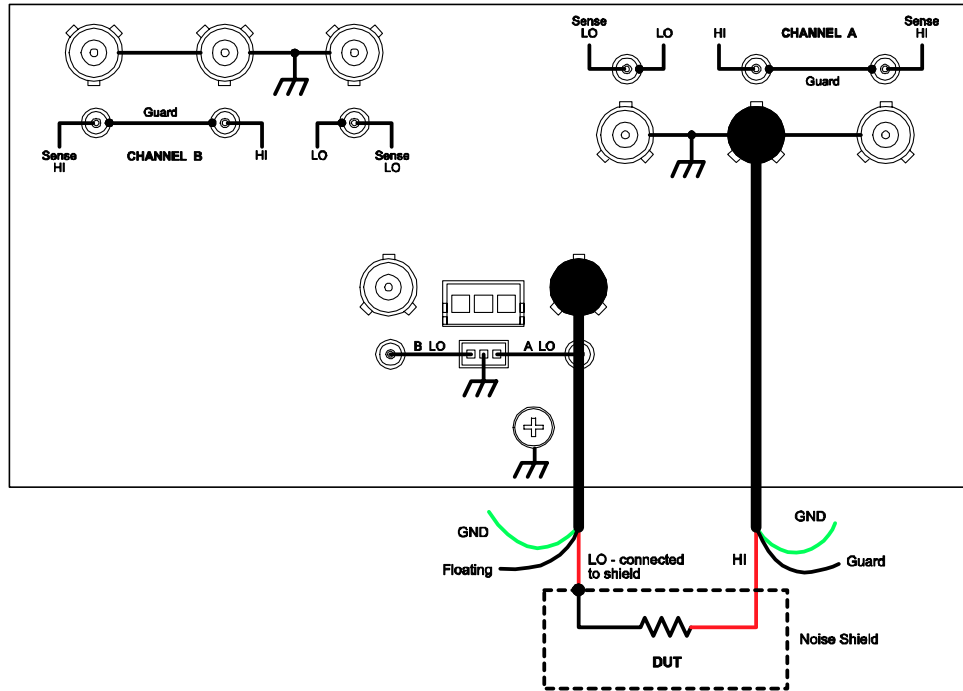 Sense
LO
LO
HI
CHANNEL A
Sense
HI
Guard
Guard
Sense
HI
CHANNEL B
HI
LO
Sense
LO
B LO
A LO
GND
Floating
LO - connected
to shield
HI
GND
Guard
Noise Shield
DUT